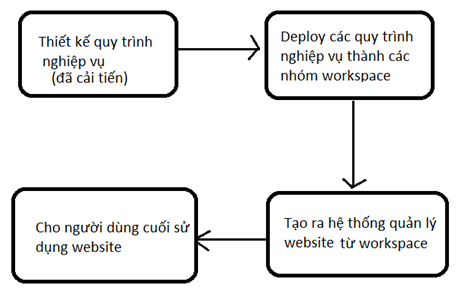 Thiết kế quy trình
nghiệp vụ
(đã cải tiến)
Deploy các quy trình
nghiệp vụ thành các
nhóm workspace
Tạo ra hệ thống quản lý
website từ workspace
Cho người dùng cuối sử
dụng website